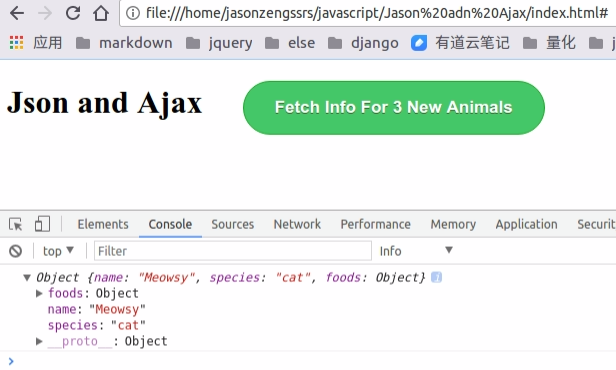 file:///home/jasonzengssrs/javascript/Jason%20adn%20Ajax/index.html#
应用 markdown jquery else django 有道云笔记 量化
Json and Ajax Fetch Info For 3 New Animals
Elements Console Sources Network Performance Memory Application Securit
top ▼ Filter Info ▼
▼ Object {name: "Meowsy", species: "cat", foods: Object} i
▶ foods: Object
name: "Meowsy"
species: "cat"
▶ __proto__: Object
>